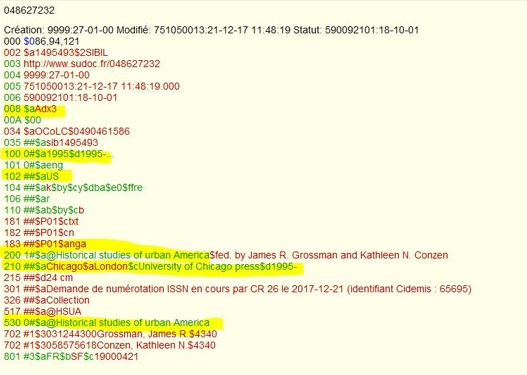 048627232
Création: 9999:27-01-00 Modifié: 751050013:21-12-17 11:48:19 Statut: 590092101:18-10-01
000 $086,94,121
002 $a1495493$2SIBIL
003 http://www.sudoc.fr/048627232
004 9999:27-01-00
005 751050013:21-12-17 11:48:19.000
006 590092101:18-10-01
008 $aAdx3
00A $00
034 $aOCoLC$0490461586
035 ##$asib1495493
100 0#$a1995$d1995-...
101 0#$aeng
102 ##$aUS
104 ##$ak$by$cy$dba$e0$ffre
106 ##$ar
110 ##$ab$by$cb
181 ##$P01$ctxt
182 ##$P01$cn
183 ##$P01$anga
200 1#$a@Historical studies of urban America$fed. by James R. Grossman and Kathleen N. Conzen
210 ##$aChicago$aLondon$cUniversity of Chicago press$d1995-
215 ##$d24 cm
301 ##$aDemande de numérotation ISSN en cours par CR 26 le 2017-12-21 (identifiant Cidemis : 65695)
326 ##$aCollection
517 ##$a@HSUA
530 0#$a@Historical studies of urban America
702 #1$3031244300Grossman, James R.$4340
702 #1$3058575618Conzen, Kathleen N.$4340
801 #3$aFR$bSF$c19000421